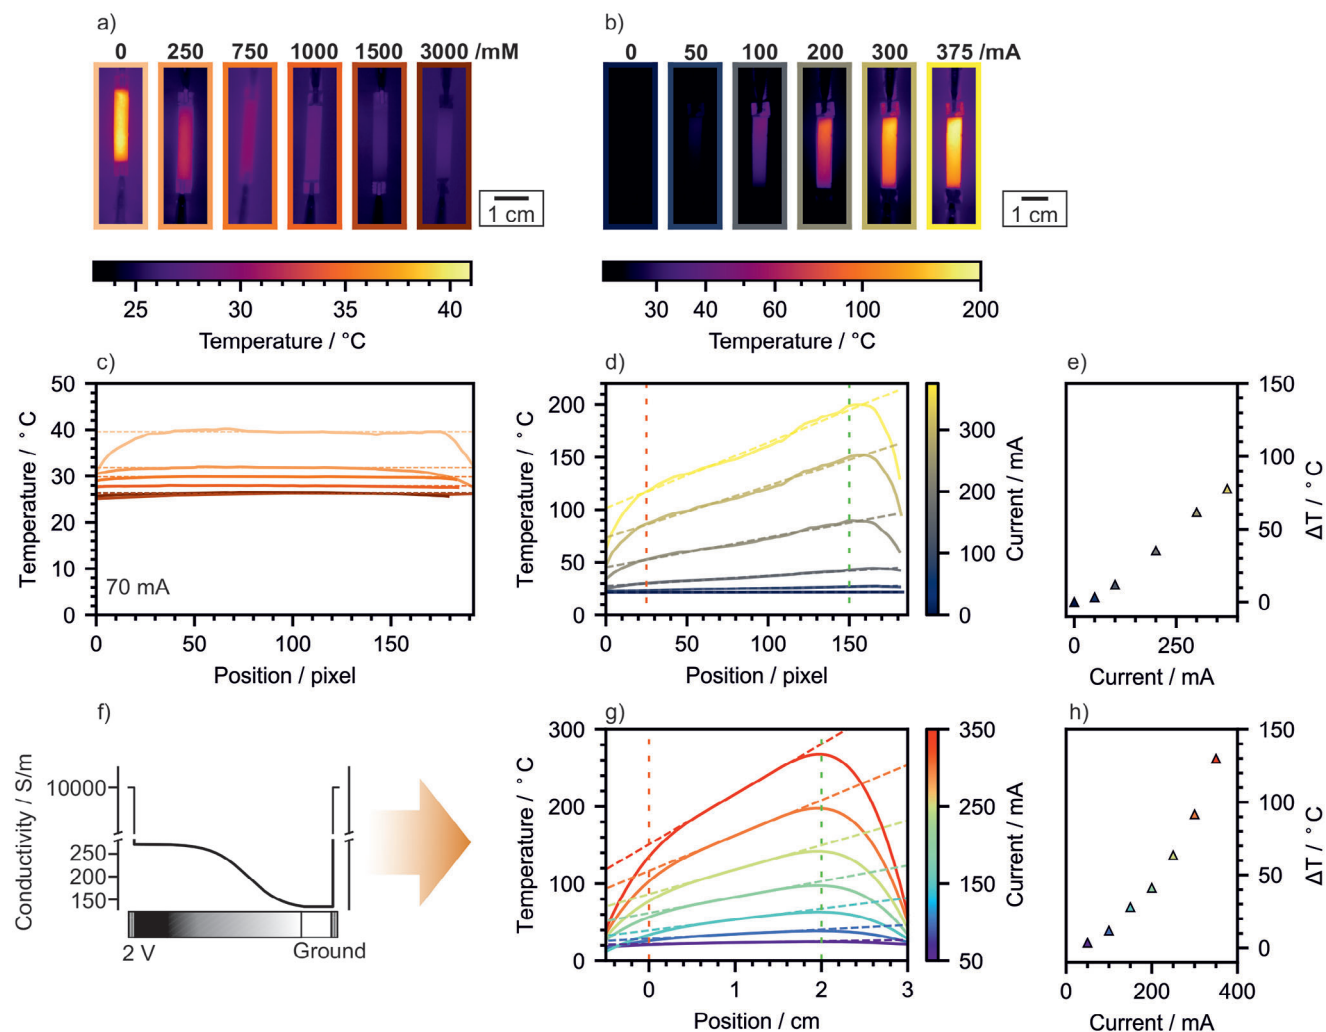 a)
0 250 750 1000 1500 3000 /mM
1 cm
25 30 35 40
Temperature / °C
b)
0 50 100 200 300 375 /mA
1 cm
30 40 60 100 200
Temperature / °C
c)
50
40
30
20
10
0
Temperature / ° C
70 mA
0 50 100 150
Position / pixel
d)
200
150
100
50
0
Temperature / ° C
0 50 100 150
Position / pixel
300
200
100
0
Current / mA
e)
150
100
50
0
ΔT / ° C
0 250
Current / mA
f)
Conductivity / S/m
10000
250
200
150
2 V Ground
g)
300
200
100
0
Temperature / ° C
0 1 2 3
Position / cm
350
250
150
50
Current / mA
h)
150
100
50
0
ΔT / ° C
0 200 400
Current / mA